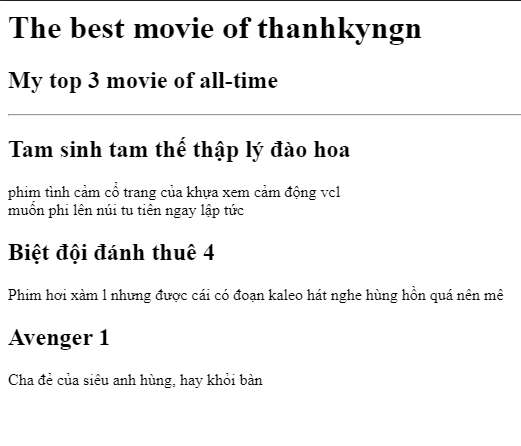 The best movie of thanhkyngn
My top 3 movie of all-time
Tam sinh tam thế thập lý đào hoa
phim tình cảm cổ trang của khựa xem cảm động vcl
muốn phi lên núi tu tiên ngay lập tức
Biệt đội đánh thuê 4
Phim hơi xàm l nhưng được cái có đoạn kaleo hát nghe hùng hồn quá nên mê
Avenger 1
Cha đẻ của siêu anh hùng, hay khỏi bàn